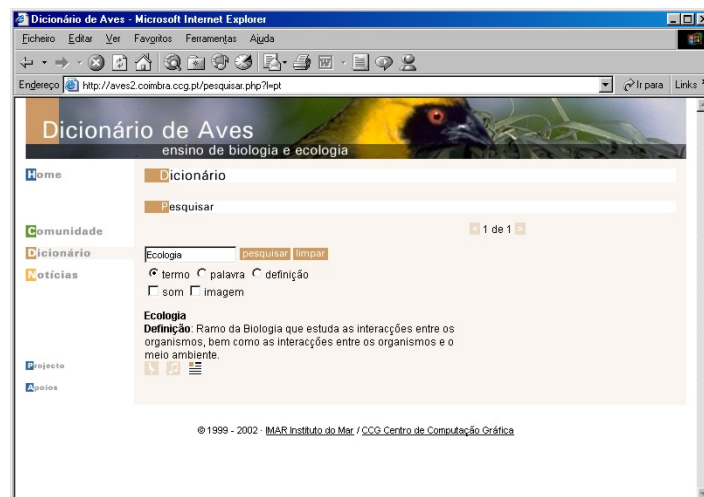 Dicionário de Aves - Microsoft Internet Explorer
Ficheiro Editar Ver Favoritos Ferramentas Ajuda
Endereço http://aves2.coimbra.ccg.pt/pesquisar.php?l=pt Ir para Links
Dicionário de Aves
ensino de biologia e ecologia
Home
Dicionário
Pesquisar
Comunidade
< 1 de 1 >
Dicionário
Ecologia pesquisar limpar
Notícias
termo palavra definição
som imagem
Ecologia
Definição: Ramo da Biologia que estuda as interacções entre os
organismos, bem como as interacções entre os organismos e o
meio ambiente.
Projecto
Apoios
© 1999 - 2002 · IMAR Instituto do Mar / CCG Centro de Computação Gráfica